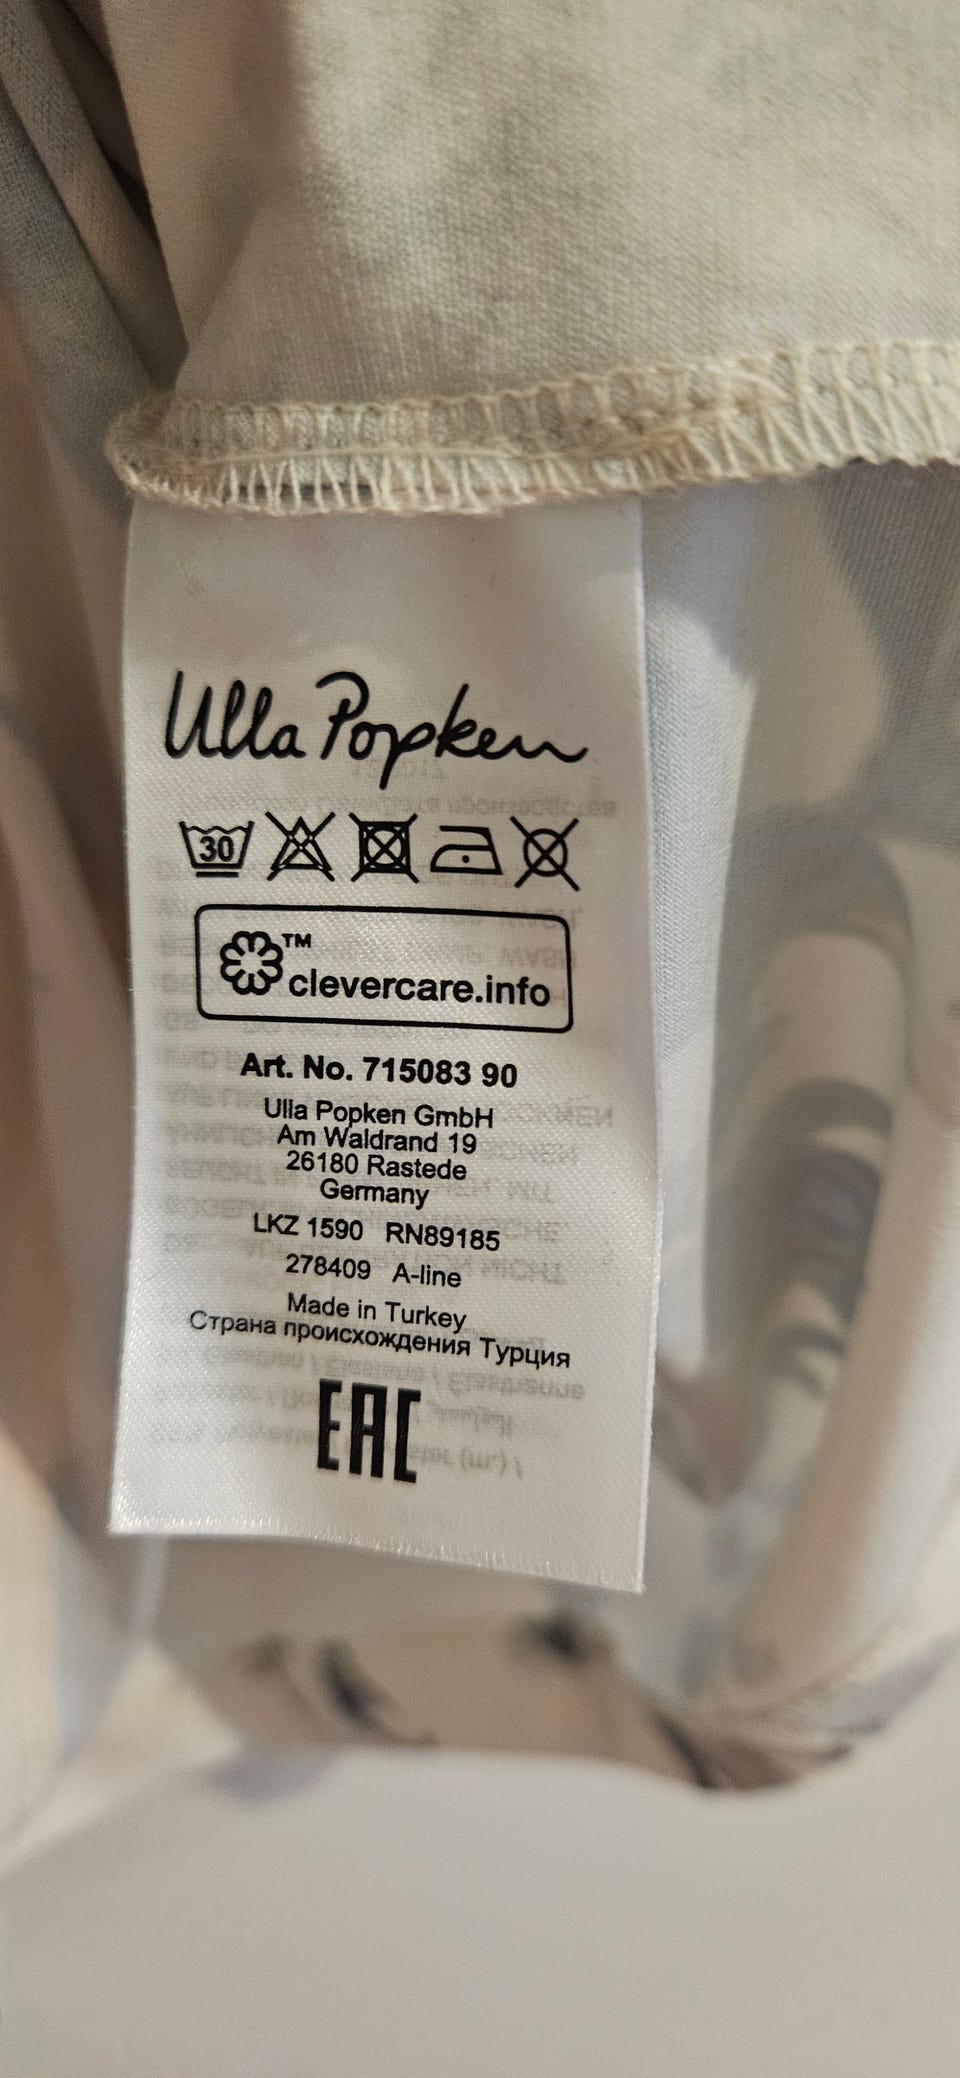 Ulla Popken
30
™
clevercare.info
Art. No. 715083 90
Ulla Popken GmbH
Am Waldrand 19
26180 Rastede
Germany
LKZ 1590 RN89185
278409 A-line
Made in Turkey
Страна происхождения Турция
EAC